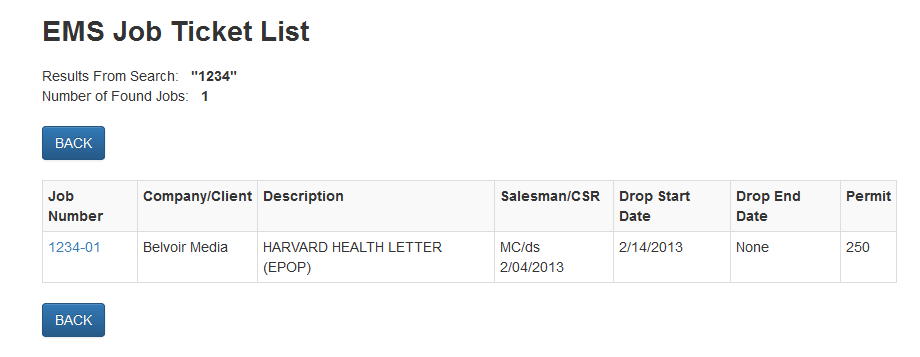 EMS Job Ticket List
Results From Search: "1234"
Number of Found Jobs: 1
BACK
Job Number Company/Client Description Salesman/CSR Drop Start Date Drop End Date Permit
1234-01 Belvoir Media HARVARD HEALTH LETTER (EPOP) MC/ds 2/04/2013 2/14/2013 None 250
BACK